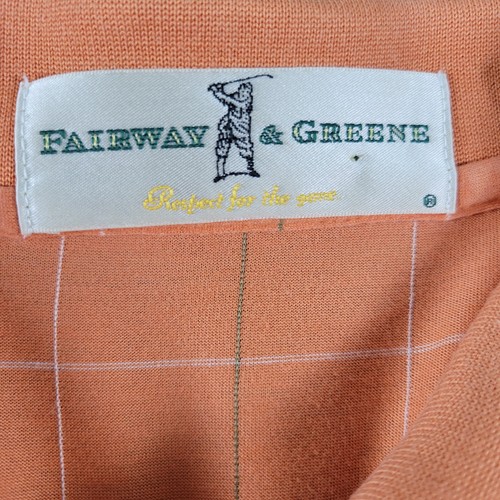 FAIRWAY & GREENE
Respect for the game
®